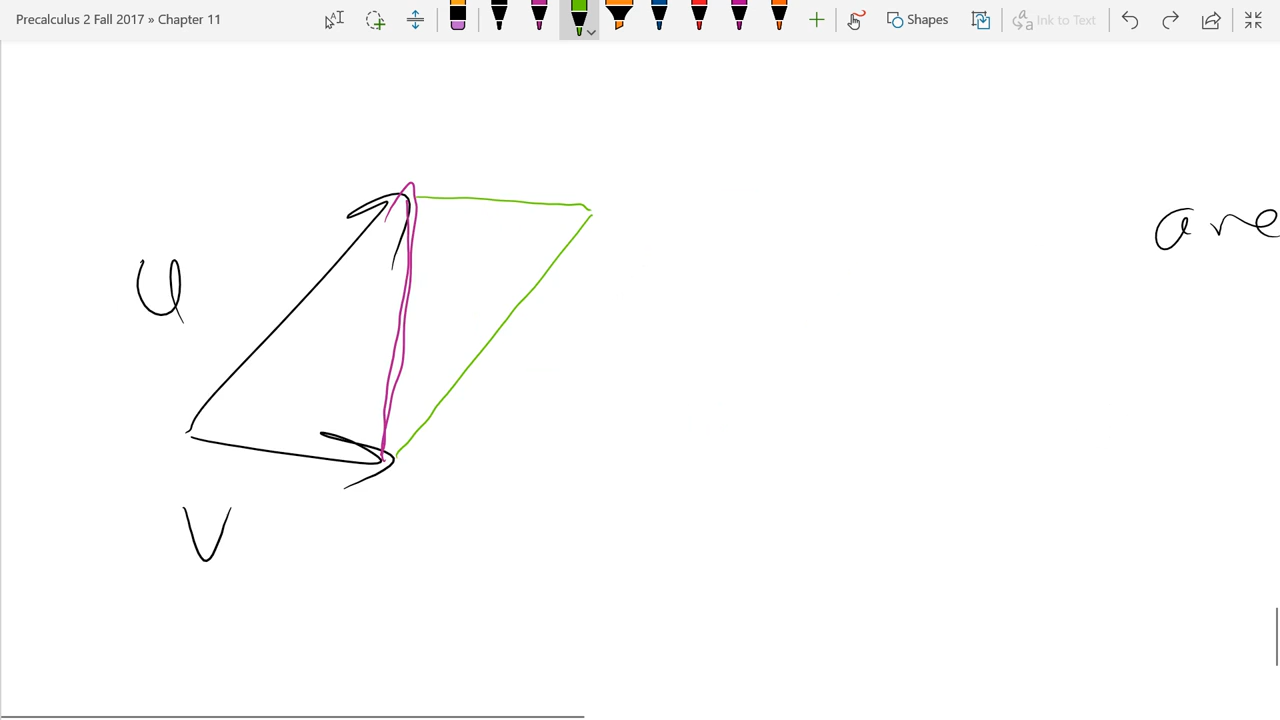 Precalculus 2 Fall 2017 » Chapter 11
Shapes
Ink to Text
are
u
v